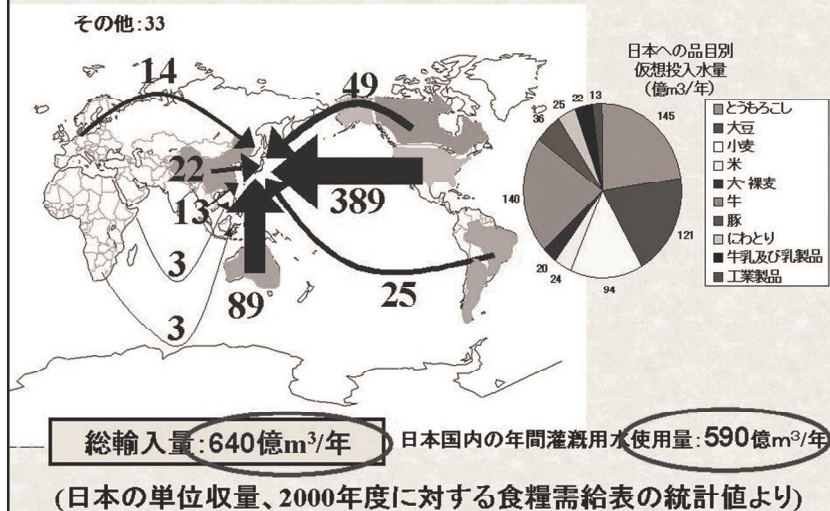 その他:33
14
49
22
13
389
3
3
89
25
日本への品目別
仮想投入水量
(億m3/年)
145
121
94
24
20
140
36
25
22
13
とうもろこし
大豆
小麦
米
大・裸麦
牛
豚
にわとり
牛乳及び乳製品
工業製品
総輸入量:640億m³/年
日本国内の年間灌漑用水使用量:590億m³/年
(日本の単位収量、2000年度に対する食糧需給表の統計値より)